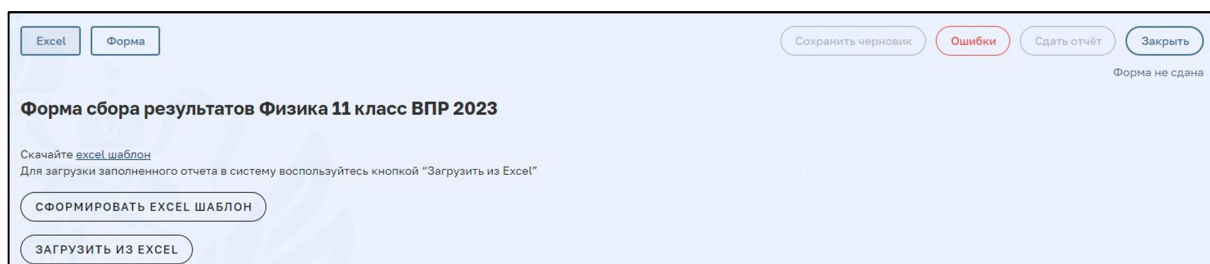 Excel Форма Сохранить черновик Ошибки Сдать отчёт Закрыть
Форма не сдана
Форма сбора результатов Физика 11 класс ВПР 2023
Скачайте excel шаблон
Для загрузки заполненного отчета в систему воспользуйтесь кнопкой “Загрузить из Excel”
СФОРМИРОВАТЬ EXCEL ШАБЛОН
ЗАГРУЗИТЬ ИЗ EXCEL